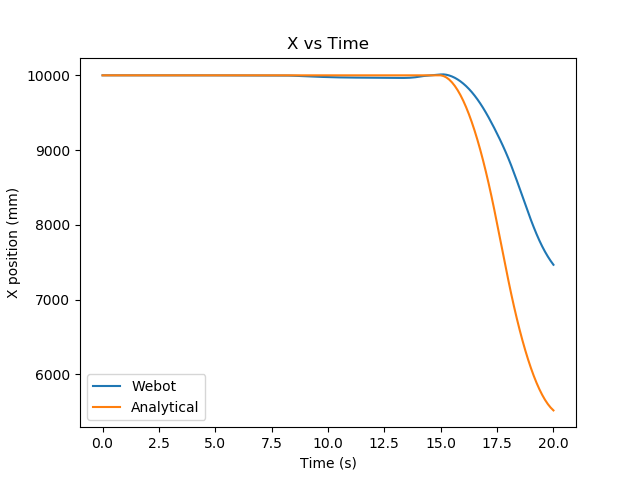 X vs Time
X position (mm)
10000
9000
8000
7000
6000
Webot
Analytical
0.0 2.5 5.0 7.5 10.0 12.5 15.0 17.5 20.0
Time (s)